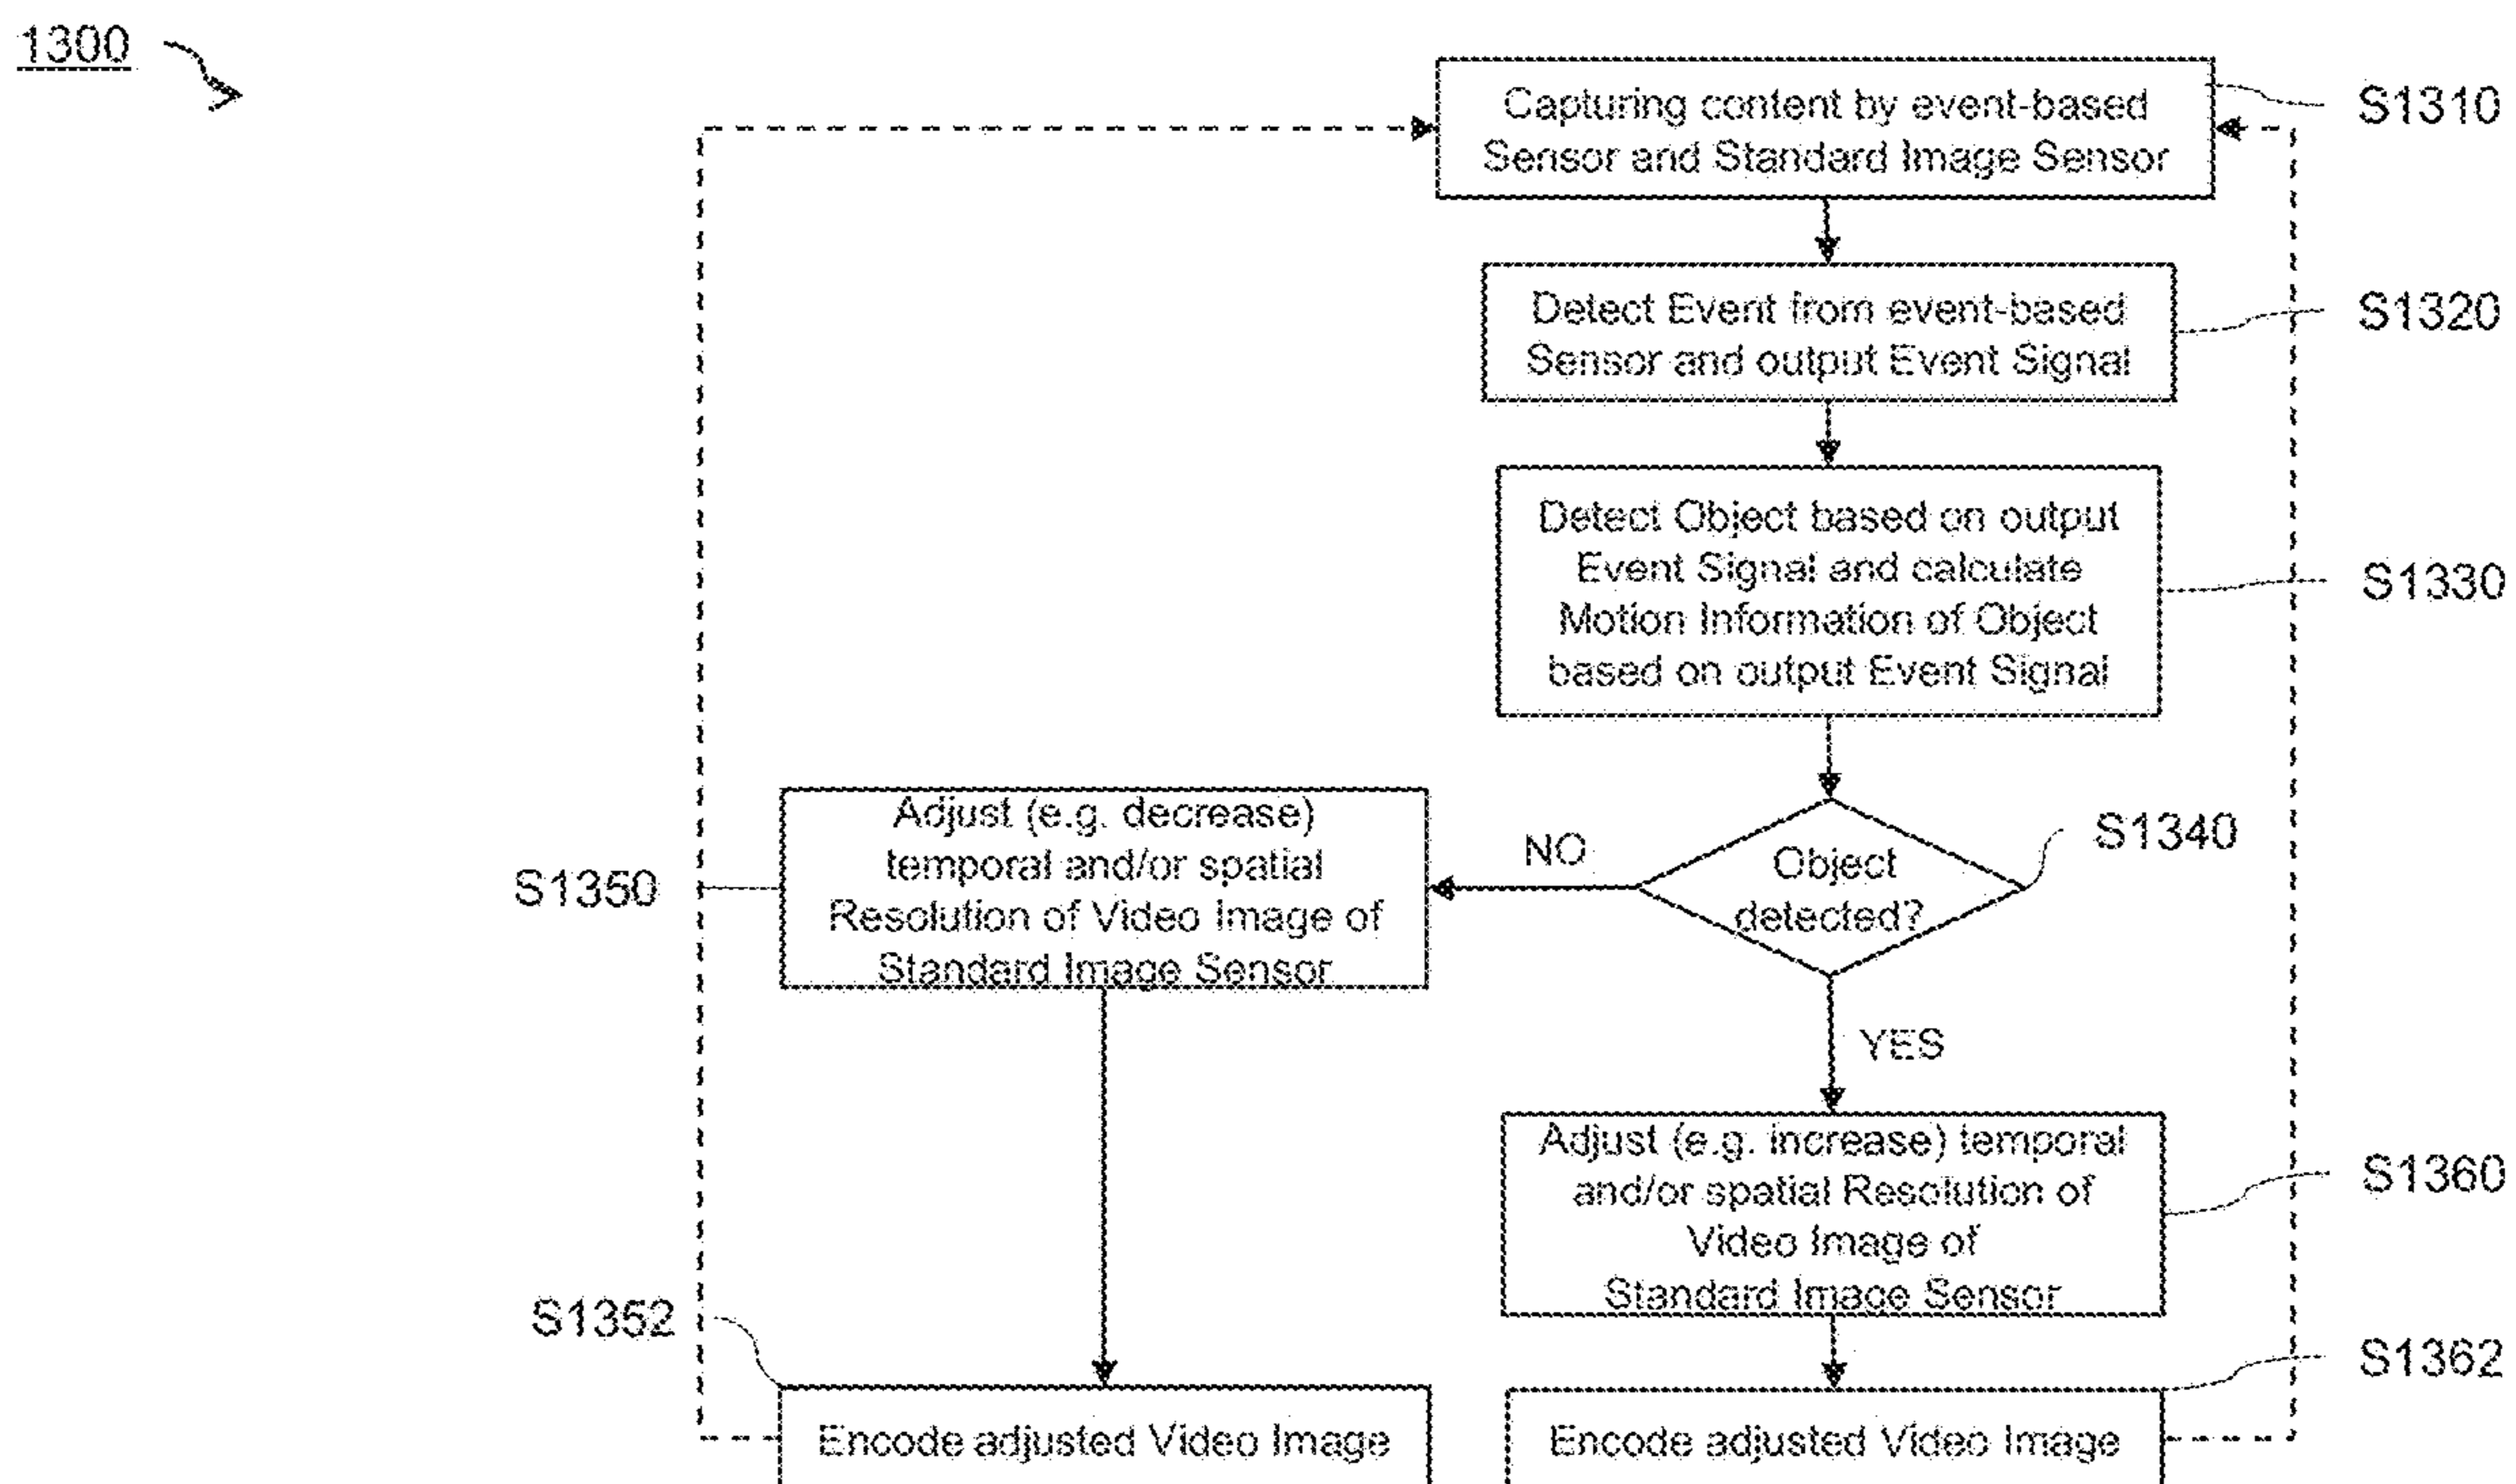 1300
Capturing content by event-based
Sensor and Standard Image Sensor
S1310
Detect Event from event-based
Sensor and output Event Signal
S1320
Detect Object based on output
Event Signal and calculate
Motion Information of Object
based on output Event Signal
S1330
Object
detected?
S1340
NO
Adjust (e.g. decrease)
temporal and/or spatial
Resolution of Video Image of
Standard Image Sensor
S1350
YES
Adjust (e.g. increase) temporal
and/or spatial Resolution of
Video Image of
Standard Image Sensor
S1360
S1352
Encode adjusted Video Image
S1362
Encode adjusted Video Image